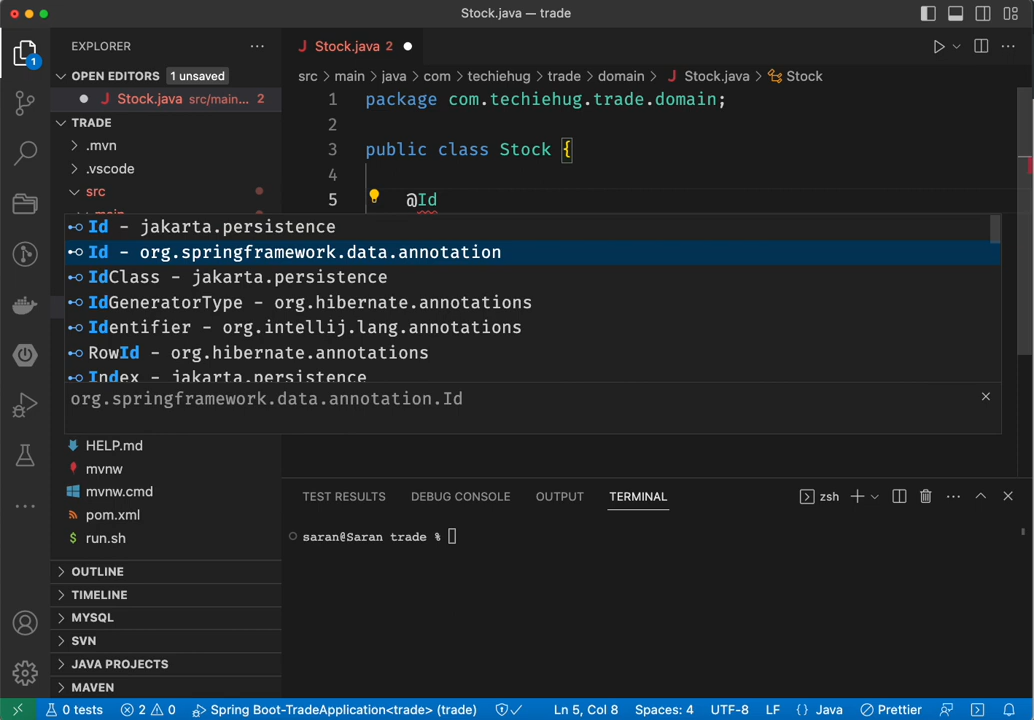 Stock.java — trade
EXPLORER
OPEN EDITORS 1 unsaved
Stock.java src/main... 2
TRADE
.mvn
.vscode
src
main
Stock.java 2
src > main > java > com > techiehug > trade > domain > Stock.java > Stock
1 package com.techiehug.trade.domain;
2
3 public class Stock {
4
5 @Id
Id - jakarta.persistence
Id - org.springframework.data.annotation
IdClass - jakarta.persistence
IdGeneratorType - org.hibernate.annotations
Identifier - org.intellij.lang.annotations
RowId - org.hibernate.annotations
Index - jakarta.persistence
org.springframework.data.annotation.Id
HELP.md
mvnw
mvnw.cmd
pom.xml
$ run.sh
OUTLINE
TIMELINE
MYSQL
SVN
JAVA PROJECTS
MAVEN
TEST RESULTS DEBUG CONSOLE OUTPUT TERMINAL zsh
saran@Saran trade %
1
0 tests 2 0 Spring Boot-TradeApplication<trade> (trade) Ln 5, Col 8 Spaces: 4 UTF-8 LF {} Java Prettier